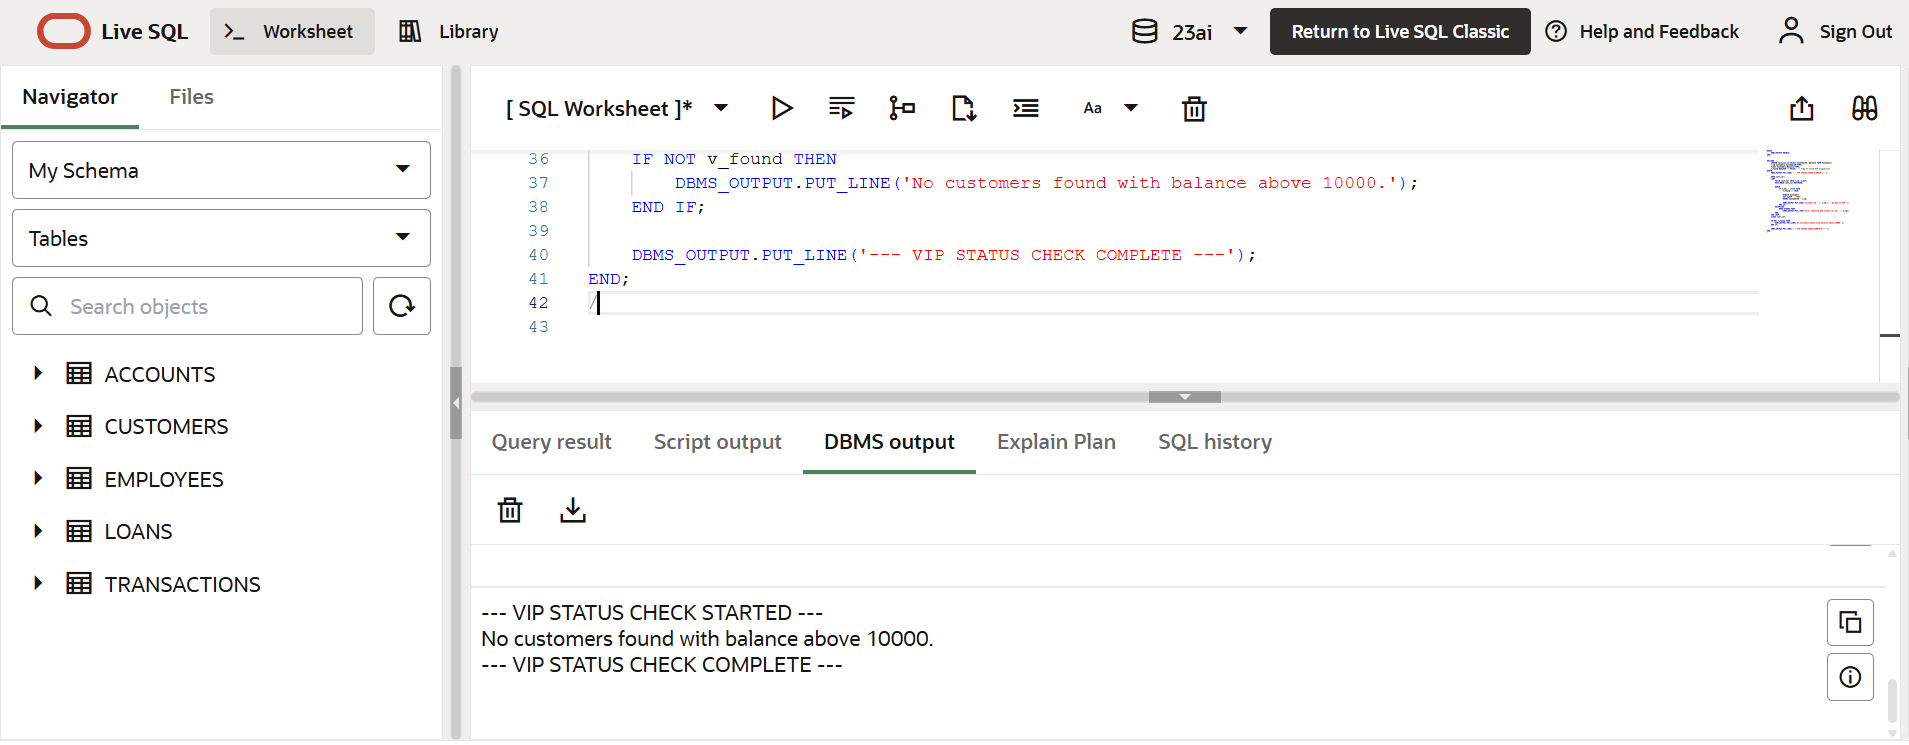 Live SQL
Worksheet
Library
23ai
Return to Live SQL Classic
Help and Feedback
Sign Out
Navigator
Files
My Schema
Tables
Search objects
ACCOUNTS
CUSTOMERS
EMPLOYEES
LOANS
TRANSACTIONS
[ SQL Worksheet ]*
Aa
36 IF NOT v_found THEN
37 DBMS_OUTPUT.PUT_LINE('No customers found with balance above 10000.');
38 END IF;
39
40 DBMS_OUTPUT.PUT_LINE('--- VIP STATUS CHECK COMPLETE ---');
41 END;
42 /
43
Query result
Script output
DBMS output
Explain Plan
SQL history
--- VIP STATUS CHECK STARTED ---
No customers found with balance above 10000.
--- VIP STATUS CHECK COMPLETE ---